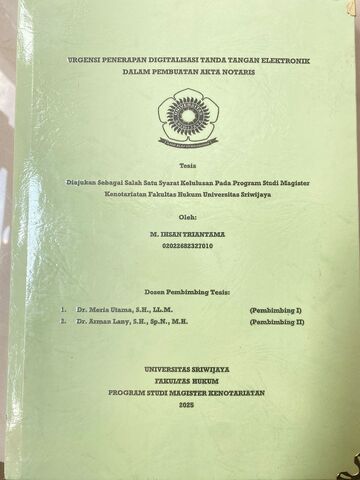 URGENSI PENERAPAN DIGITALISASI TANDA TANGAN ELEKTRONIK
DALAM PEMBUATAN AKTA NOTARIS
Tesis
Diajukan Sebagai Salah Satu Syarat Kelulusan Pada Program Studi Magister
Kenotariatan Fakultas Hukum Universitas Sriwijaya
Oleh:
M. IHSAN TRIANTAMA
02022682327010
Dosen Pembimbing Tesis:
1. Dr. Meria Utama, S.H., LL.M. (Pembimbing I)
2. Dr. Arman Lany, S.H., Sp.N., M.H. (Pembimbing II)
UNIVERSITAS SRIWIJAYA
FAKULTAS HUKUM
PROGRAM STUDI MAGISTER KENOTARIATAN
2025